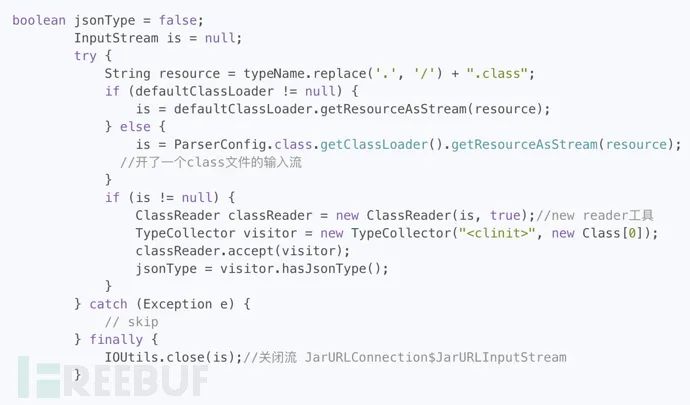 boolean jsonType = false;
InputStream is = null;
try {
String resource = typeName.replace('.', '/') + ".class";
if (defaultClassLoader != null) {
is = defaultClassLoader.getResourceAsStream(resource);
} else {
is = ParserConfig.class.getClassLoader().getResourceAsStream(resource);
//开了一个class文件的输入流
}
if (is != null) {
ClassReader classReader = new ClassReader(is, true);//new reader工具
TypeCollector visitor = new TypeCollector("<clinit>", new Class[0]);
classReader.accept(visitor);
jsonType = visitor.hasJsonType();
}
} catch (Exception e) {
// skip
} finally {
IOUtils.close(is);//关闭流 JarURLConnection$JarURLInputStream
}
FREEBUF